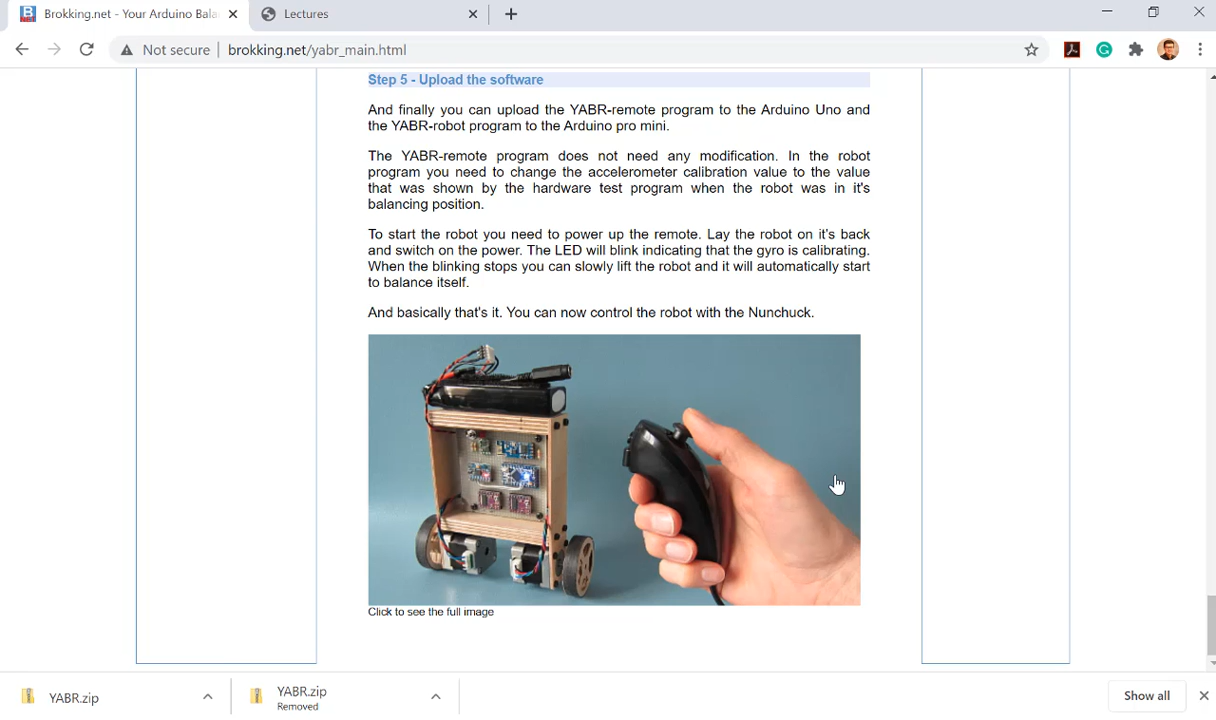 Brokking.net - Your Arduino Bala
Lectures
Not secure
brokking.net/yabr_main.html
Step 5 - Upload the software
And finally you can upload the YABR-remote program to the Arduino Uno and
the YABR-robot program to the Arduino pro mini.
The YABR-remote program does not need any modification. In the robot
program you need to change the accelerometer calibration value to the value
that was shown by the hardware test program when the robot was in it's
balancing position.
To start the robot you need to power up the remote. Lay the robot on it's back
and switch on the power. The LED will blink indicating that the gyro is calibrating.
When the blinking stops you can slowly lift the robot and it will automatically start
to balance itself.
And basically that's it. You can now control the robot with the Nunchuck.
Click to see the full image
YABR.zip
YABR.zip
Removed
Show all